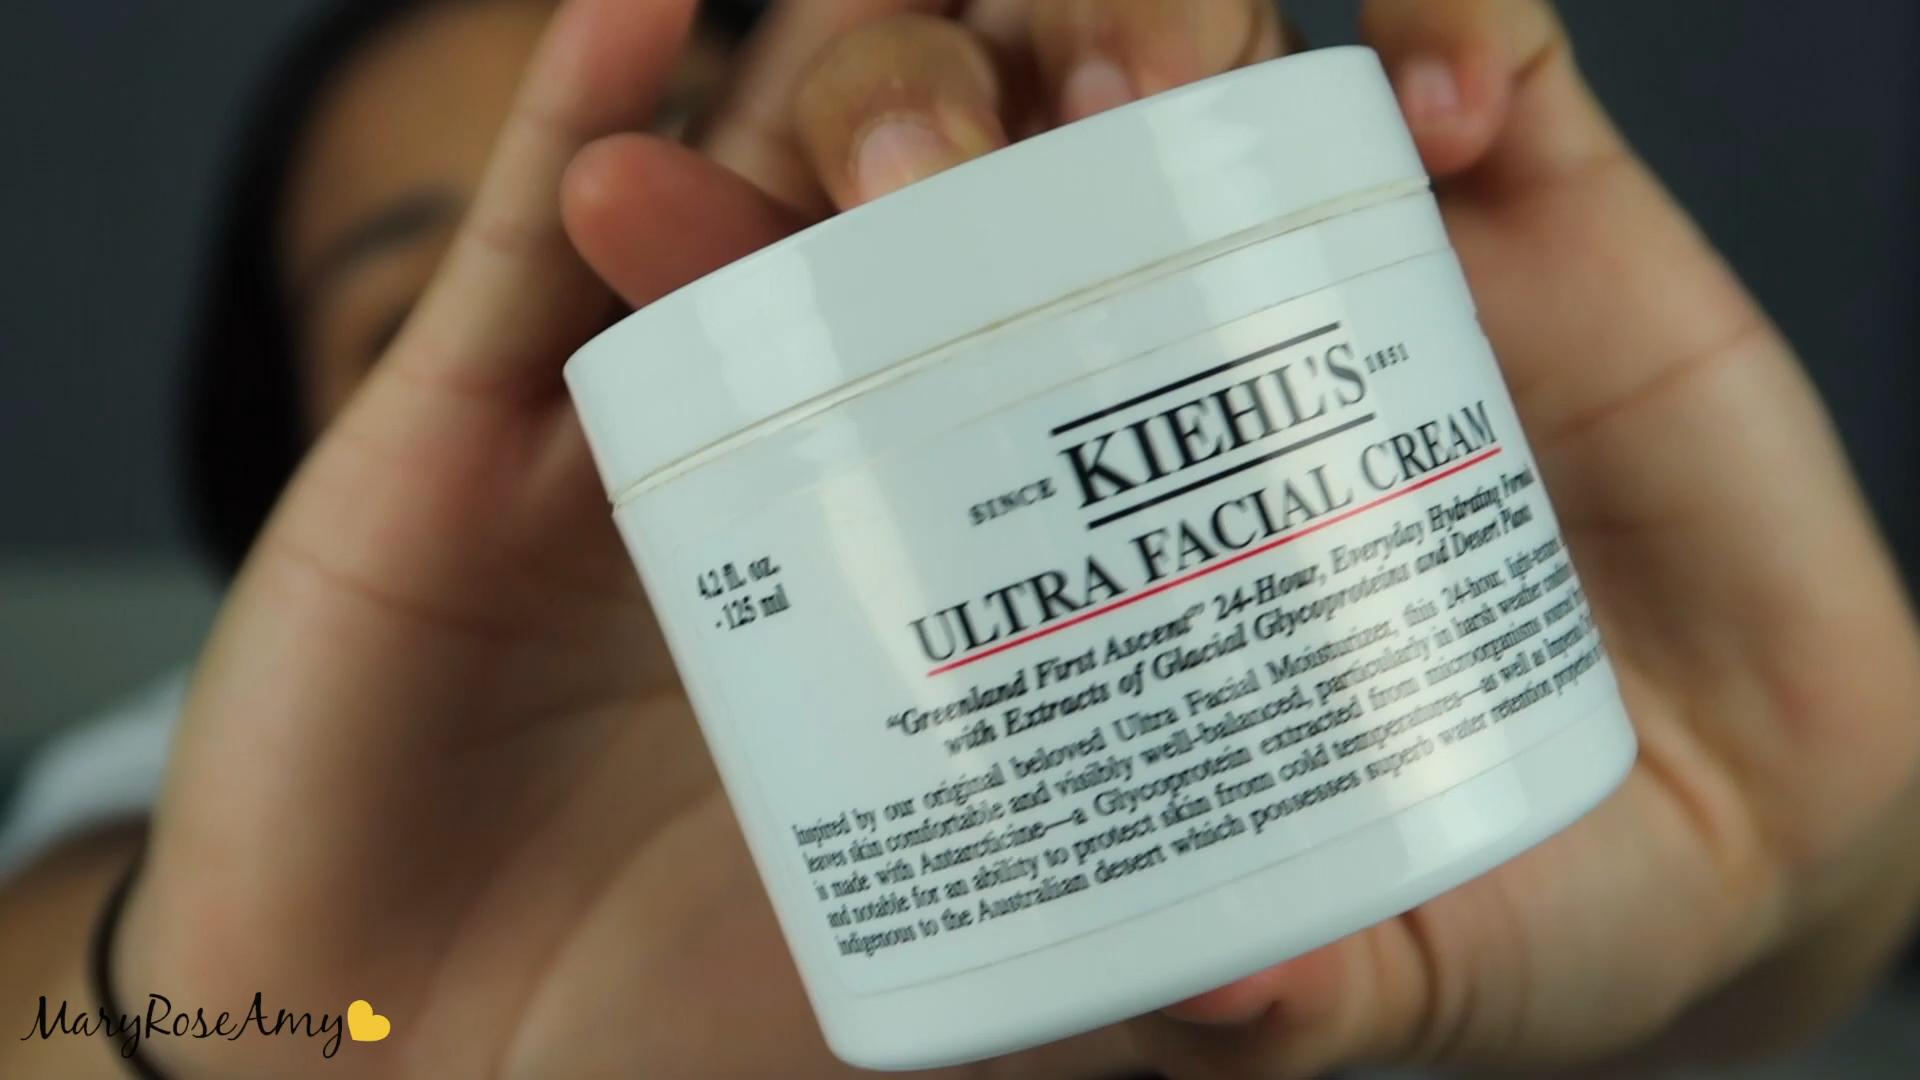 SINCE KIEHL'S 1851
ULTRA FACIAL CREAM
4.2 fl. oz.
- 125 ml
"Greenland First Ascent" 24-Hour, Everyday Hydrating
with Extracts of Glacial Glycoproteins and Desert Plant
Inspired by our original beloved Ultra Facial Moisturizer, this 24-hour,
leaves skin comfortable and visibly well-balanced, particularly in harsh weather
is made with Antarcticine—a Glycoprotein extracted from microorganisms
and notable for an ability to protect skin from cold temperatures—as well as
indigenous to the Australian desert which possesses superb water retention
MaryRoseAmy